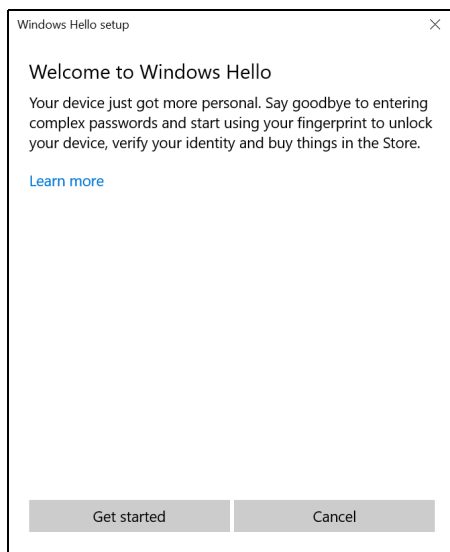 Windows Hello setup
Welcome to Windows Hello
Your device just got more personal. Say goodbye to entering
complex passwords and start using your fingerprint to unlock
your device, verify your identity and buy things in the Store.
Learn more
Get started
Cancel